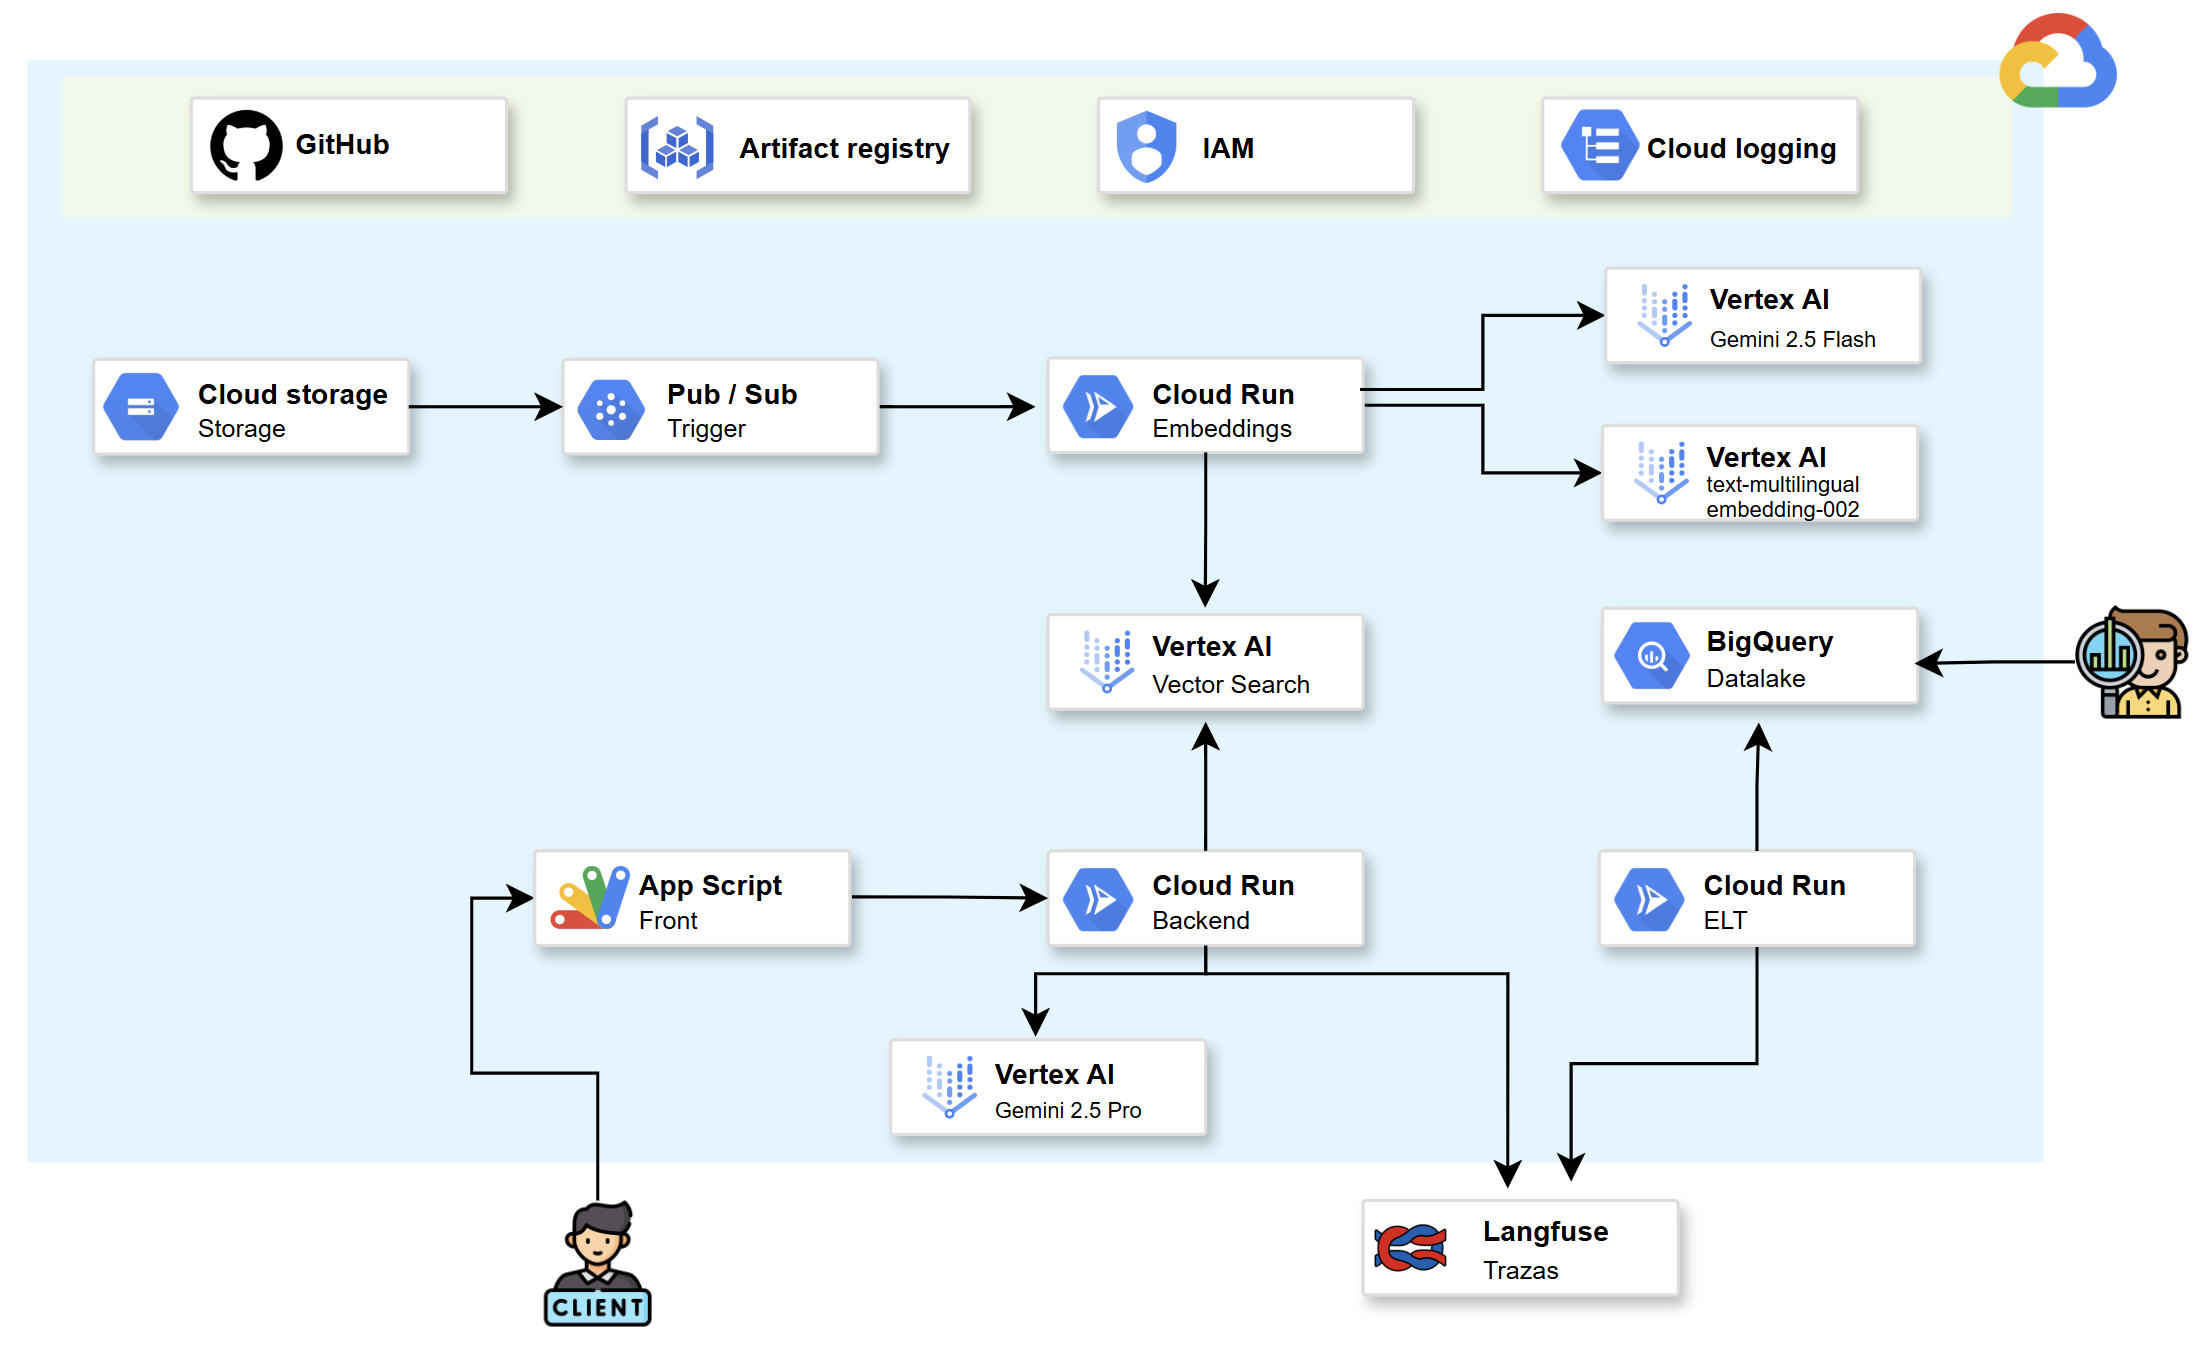 GitHub
Artifact registry
IAM
Cloud logging
Vertex AI
Gemini 2.5 Flash
Cloud storage
Storage
Pub / Sub
Trigger
Cloud Run
Embeddings
Vertex AI
text-multilingual
embedding-002
Vertex AI
Vector Search
BigQuery
Datalake
App Script
Front
Cloud Run
Backend
Cloud Run
ELT
Vertex AI
Gemini 2.5 Pro
Langfuse
Trazas
CLIENT